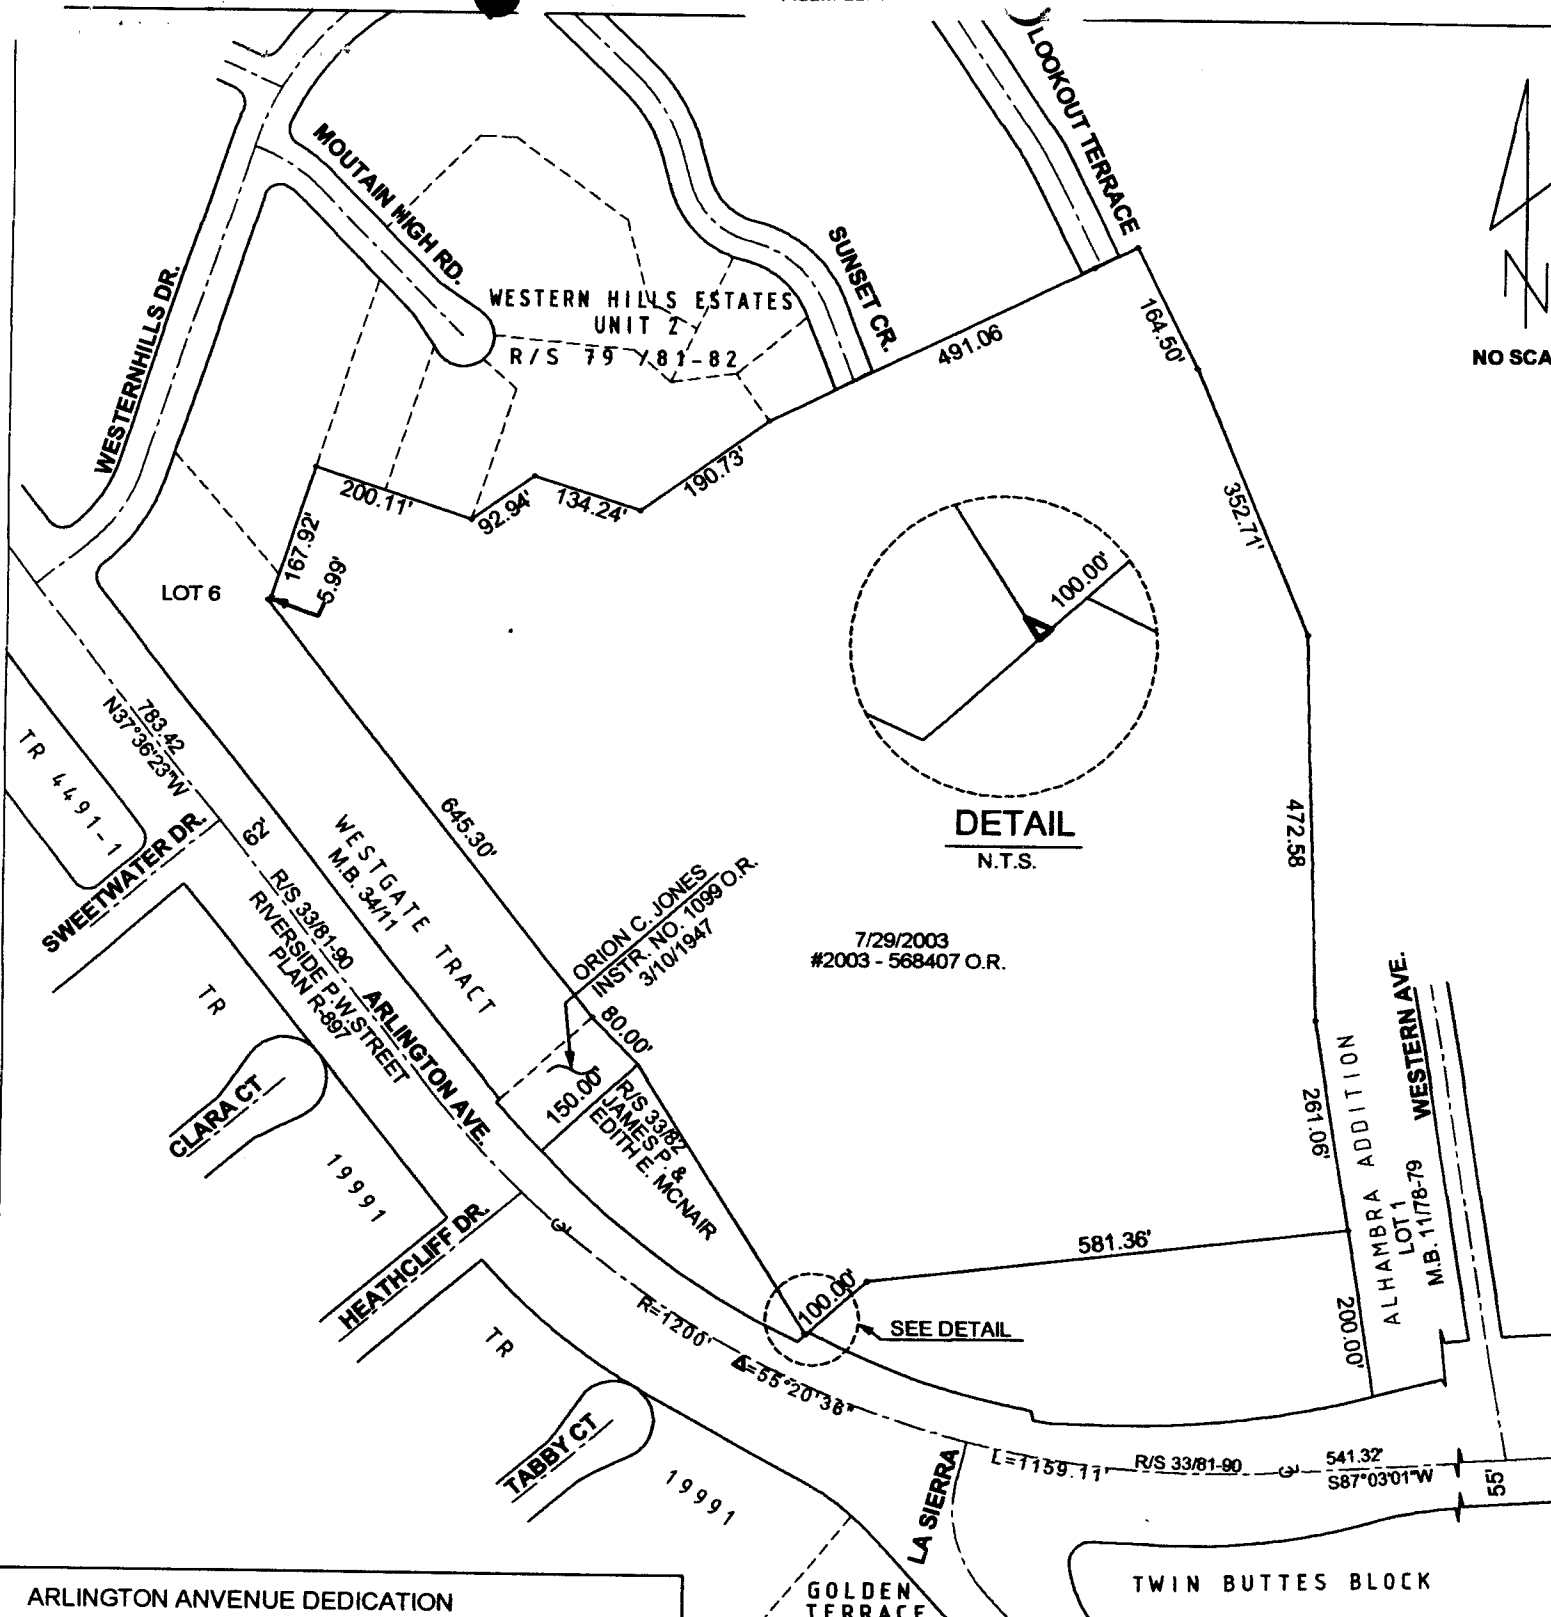 LOOKOUT TERRACE
MOUTAIN HIGH RD.
SUNSET CR.
WESTERNHILLS DR.
WESTERN HILLS ESTATES
UNIT 2
R/S 79 /81-82
491.06
164.50'
NO SCA
200.11'
92.94'
134.24'
190.73'
167.92'
5.99'
LOT 6
352.71'
100.00'
DETAIL
N.T.S.
783.42
N37°36'23"W
TR 4491-1
645.30'
472.58
SWEETWATER DR.
62'
WESTGATE TRACT
M.B. 34/11
R/S 33/81-90
RIVERSIDE P.W.STREET
PLAN R-897
ARLINGTON AVE.
ORION C. JONES
INSTR. NO. 1099 O.R.
3/10/1947
7/29/2003
#2003 - 568407 O.R.
80.00'
150.00'
R/S 33/82
JAMES P. &
EDITH E. MCNAIR
TR
CLARA CT
19991
HEATHCLIFF DR.
WESTERN AVE.
ALHAMBRA ADDITION
LOT 1
M.B. 11/78-79
261.06'
581.36'
200.00'
100.00'
SEE DETAIL
R=1200'
Δ=55°20'36"
L=1159.11'
R/S 33/81-90
541.32'
S87°03'01"W
55'
TR
TABBY CT
19991
LA SIERRA
GOLDEN
TERRACE
TWIN BUTTES BLOCK
ARLINGTON ANVENUE DEDICATION